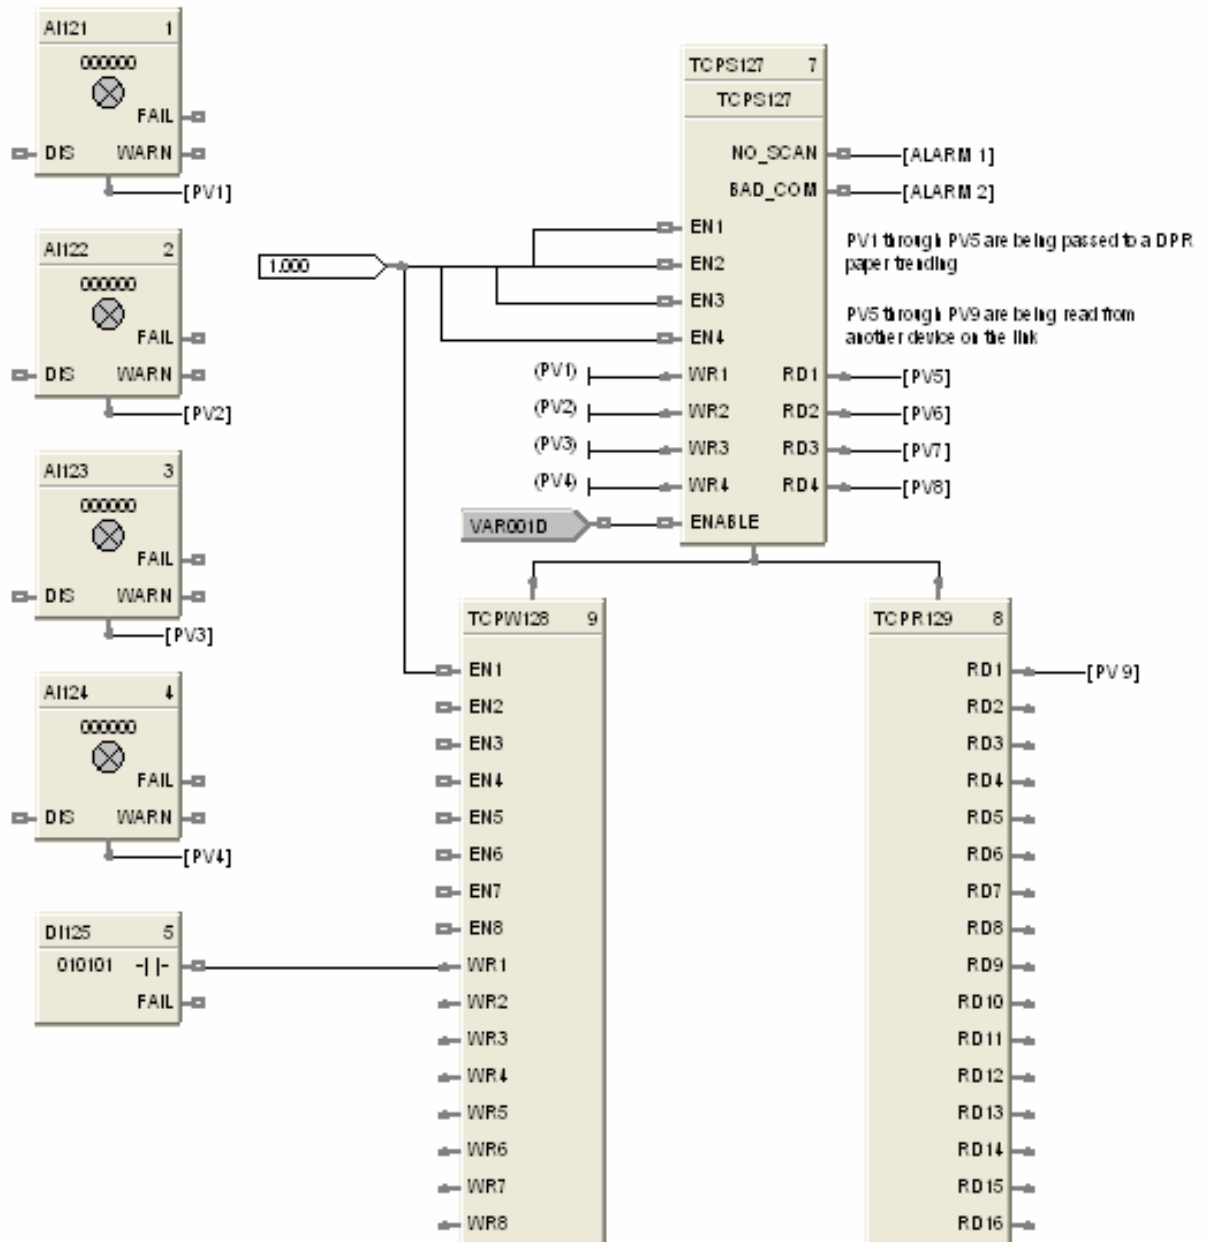 AI121 1
000000
FAIL
DIS WARN
[PV1]
AI122 2
000000
FAIL
DIS WARN
[PV2]
AI123 3
000000
FAIL
DIS WARN
[PV3]
AI124 4
000000
FAIL
DIS WARN
[PV4]
DI125 5
010101 -| |-
FAIL
1.000
TCPS127 7
TCPS127
NO_SCAN [ALARM 1]
BAD_COM [ALARM 2]
EN1
EN2
EN3
EN4
(PV1) WR1 RD1 [PV5]
(PV2) WR2 RD2 [PV6]
(PV3) WR3 RD3 [PV7]
(PV4) WR4 RD4 [PV8]
VAR001D ENABLE
PV1 through PV5 are being passed to a DPR
paper trending
PV5 through PV9 are being read from
another device on the link
TCPW128 9
EN1
EN2
EN3
EN4
EN5
EN6
EN7
EN8
WR1
WR2
WR3
WR4
WR5
WR6
WR7
WR8
TCPR129 8
RD1 [PV 9]
RD2
RD3
RD4
RD5
RD6
RD7
RD8
RD9
RD10
RD11
RD12
RD13
RD14
RD15
RD16